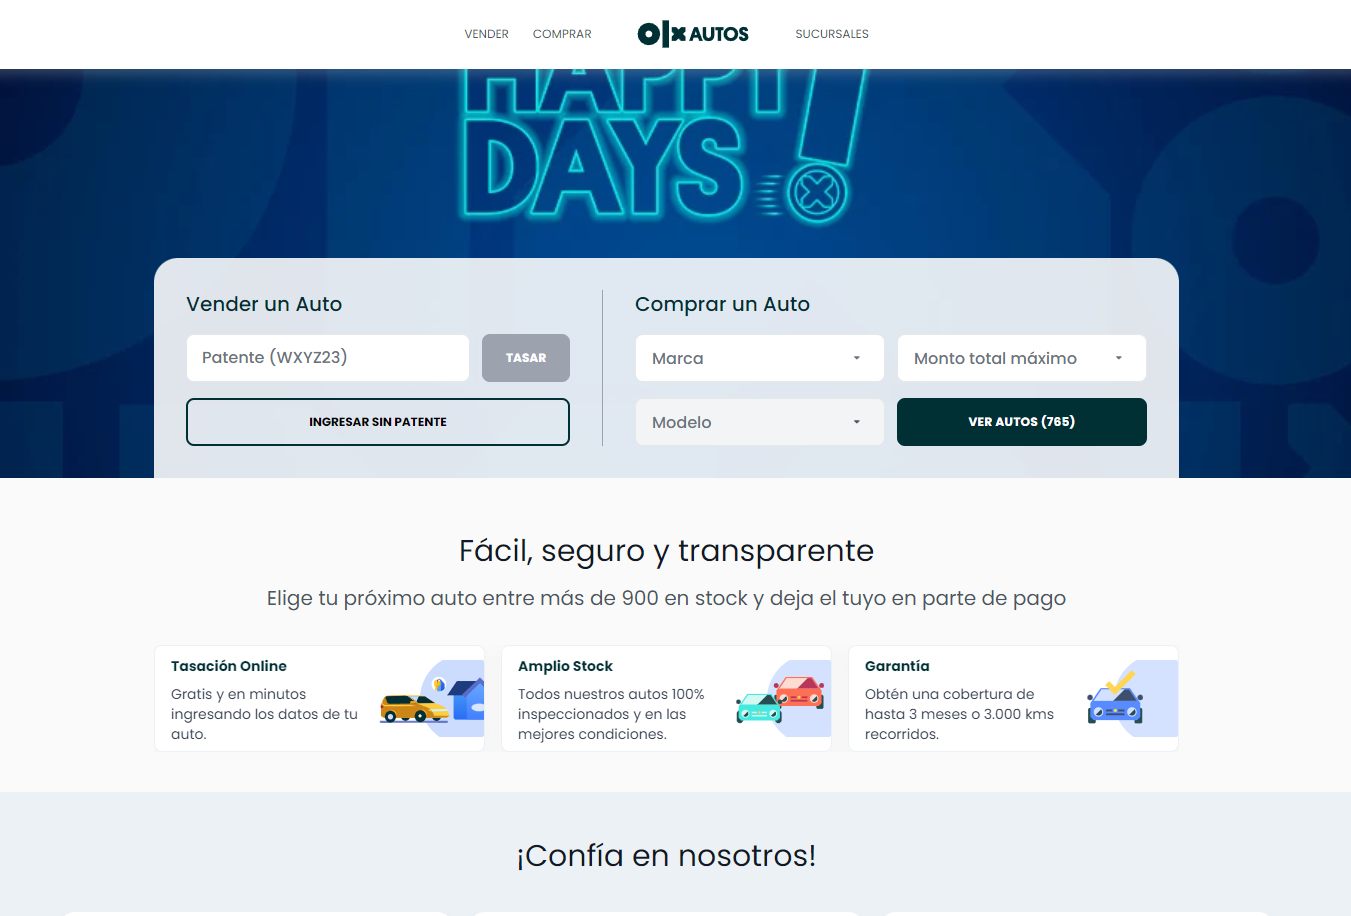 VENDER
COMPRAR
olx AUTOS
SUCURSALES
HAPPY
DAYS!
Vender un Auto
Patente (WXYZ23)
TASAR
INGRESAR SIN PATENTE
Comprar un Auto
Marca
Monto total máximo
Modelo
VER AUTOS (765)
Fácil, seguro y transparente
Elige tu próximo auto entre más de 900 en stock y deja el tuyo en parte de pago
Tasación Online
Gratis y en minutos
ingresando los datos de tu
auto.
Amplio Stock
Todos nuestros autos 100%
inspeccionados y en las
mejores condiciones.
Garantía
Obtén una cobertura de
hasta 3 meses o 3.000 kms
recorridos.
¡Confía en nosotros!